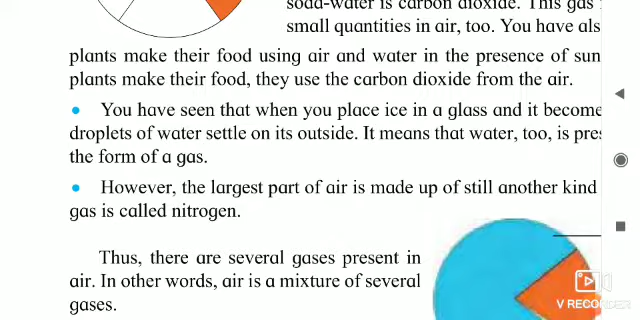 soda-water is carbon dioxide. This gas
small quantities in air, too. You have als
plants make their food using air and water in the presence of sun
plants make their food, they use the carbon dioxide from the air.
• You have seen that when you place ice in a glass and it become
droplets of water settle on its outside. It means that water, too, is pres
the form of a gas.
• However, the largest part of air is made up of still another kind
gas is called nitrogen.
Thus, there are several gases present in
air. In other words, air is a mixture of several
gases.
V RECORDER